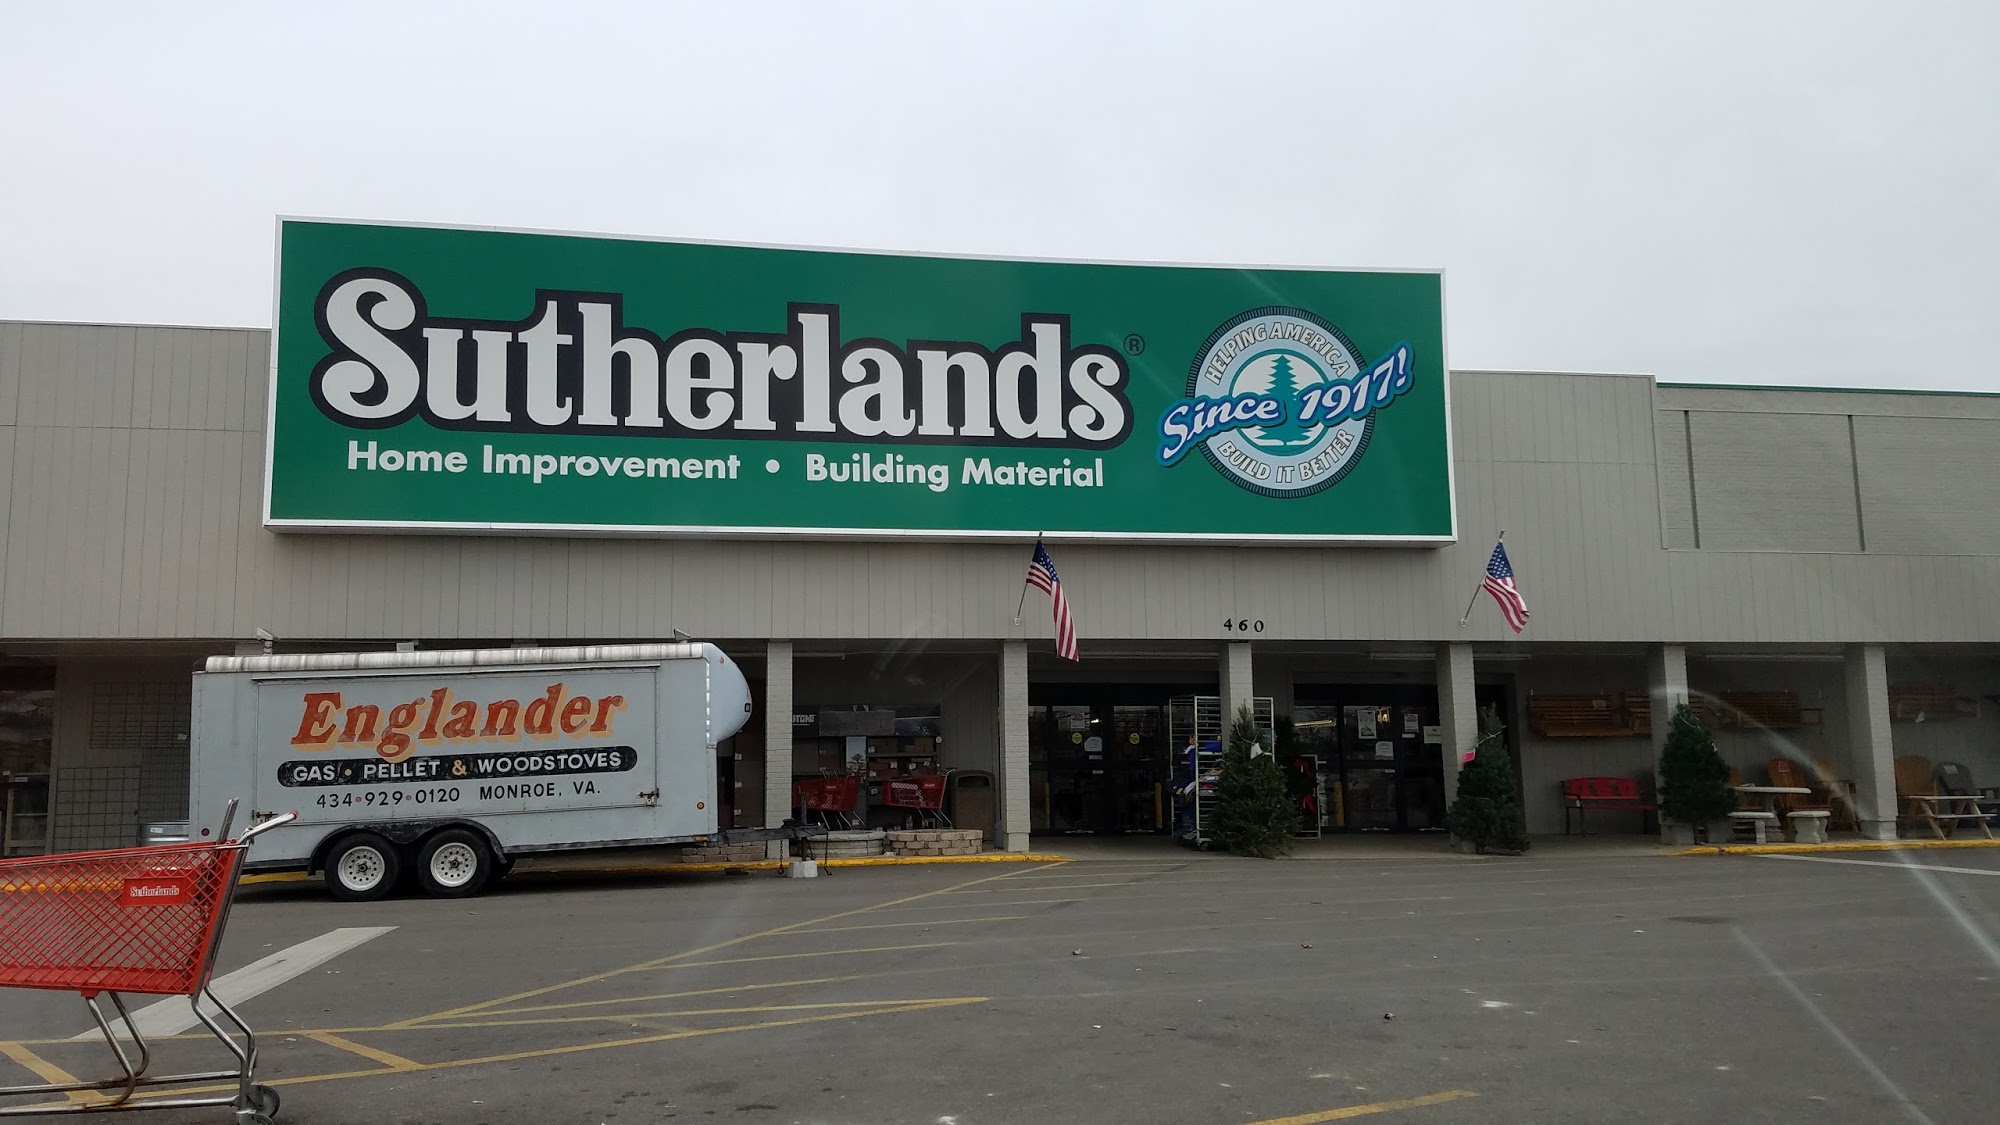 Sutherlands®
Home Improvement • Building Material
HELPING AMERICA
Since 1917!
BUILD IT BETTER
460
Englander
GAS • PELLET & WOODSTOVES
434•929•0120 MONROE, VA.
Sutherlands